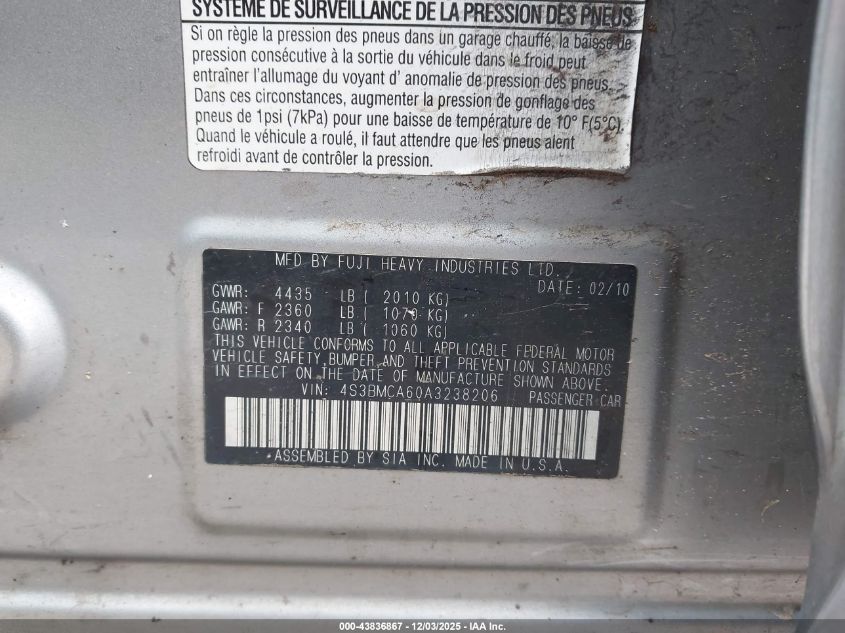 SYSTÈME DE SURVEILLANCE DE LA PRESSION DES PNEUS
Si on règle la pression des pneus dans un garage chauffé, la baisse de
pression consécutive à la sortie du véhicule dans le froid peut
entraîner l'allumage du voyant d' anomalie de pression des pneus.
Dans ces circonstances, augmenter la pression de gonflage des
pneus de 1psi (7kPa) pour une baisse de température de 10° F(5°C).
Quand le véhicule a roulé, il faut attendre que les pneus aient
refroidi avant de contrôler la pression.
MFD BY FUJI HEAVY INDUSTRIES LTD.
DATE: 02/10
GVWR: 4435 LB ( 2010 KG)
GAWR: F 2360 LB ( 1070 KG)
GAWR: R 2340 LB ( 1060 KG)
THIS VEHICLE CONFORMS TO ALL APPLICABLE FEDERAL MOTOR
VEHICLE SAFETY, BUMPER, AND THEFT PREVENTION STANDARDS
IN EFFECT ON THE DATE OF MANUFACTURE SHOWN ABOVE.
VIN: 4S3BMCA60A3238206 PASSENGER CAR
ASSEMBLED BY SIA INC. MADE IN U.S.A.
000-43836867 - 12/03/2025 - IAA Inc.